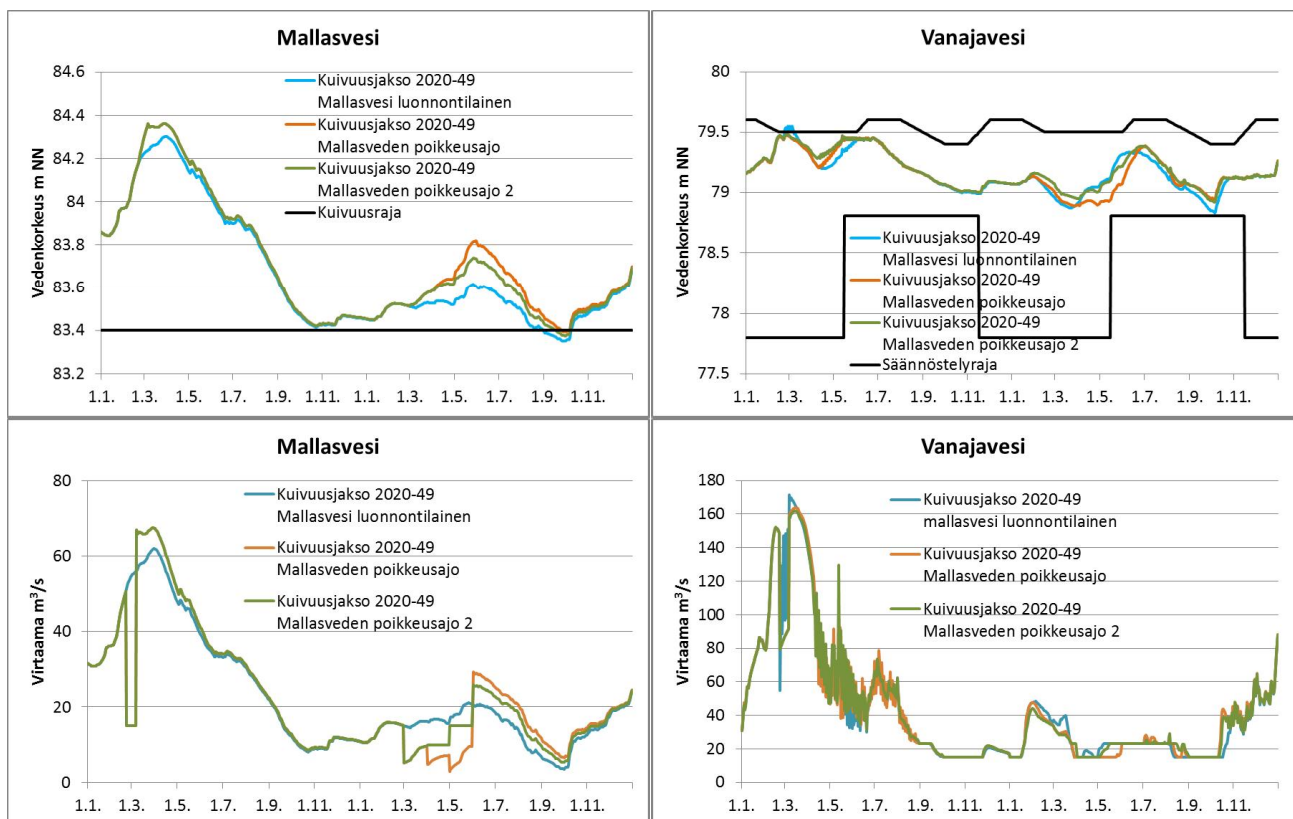 Mallasvesi
Vedenkorkeus m NN
84.6
84.4
84.2
84
83.8
83.6
83.4
83.2
Kuivuusjakso 2020-49
Mallasvesi luonnontilainen
Kuivuusjakso 2020-49
Mallasveden poikkeusajo
Kuivuusjakso 2020-49
Mallasveden poikkeusajo 2
Kuivuusraja
1.1. 1.3. 1.5. 1.7. 1.9. 1.11. 1.1. 1.3. 1.5. 1.7. 1.9. 1.11.
Vanajavesi
Vedenkorkeus m NN
80
79.5
79
78.5
78
77.5
Kuivuusjakso 2020-49
Mallasvesi luonnontilainen
Kuivuusjakso 2020-49
Mallasveden poikkeusajo
Kuivuusjakso 2020-49
Mallasveden poikkeusajo 2
Säännöstelyraja
1.1. 1.3. 1.5. 1.7. 1.9. 1.11. 1.1. 1.3. 1.5. 1.7. 1.9. 1.11.
Mallasvesi
Virtaama m³/s
80
60
40
20
0
Kuivuusjakso 2020-49
Mallasvesi luonnontilainen
Kuivuusjakso 2020-49
Mallasveden poikkeusajo
Kuivuusjakso 2020-49
Mallasveden poikkeusajo 2
1.1. 1.3. 1.5. 1.7. 1.9. 1.11. 1.1. 1.3. 1.5. 1.7. 1.9. 1.11.
Vanajavesi
Virtaama m³/s
180
160
140
120
100
80
60
40
20
0
Kuivuusjakso 2020-49
mallasvesi luonnontilainen
Kuivuusjakso 2020-49
Mallasveden poikkeusajo
Kuivuusjakso 2020-49
Mallasveden poikkeusajo 2
1.1. 1.3. 1.5. 1.7. 1.9. 1.11. 1.1. 1.3. 1.5. 1.7. 1.9. 1.11.